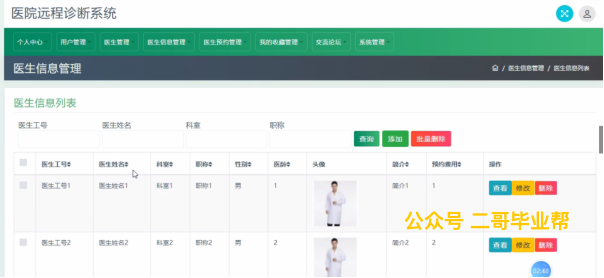 医院远程诊断系统
个人中心 用户管理 医生管理 医生信息管理 医生预约管理 我的收藏管理 交流论坛 系统管理
医生信息管理 / 医生信息管理 / 医生信息列表
医生信息列表
医生工号 医生姓名 科室 职称
查询 添加 批量删除
医生工号 医生姓名 科室 职称 性别 医龄 头像 简介 预约费用 操作
医生工号1 医生姓名1 科室1 职称1 男 1 简介1 1 查看 修改 删除
公众号 二哥毕业帮
医生工号2 医生姓名2 科室2 职称2 男 2 简介2 2 查看 修改 删除
02:45